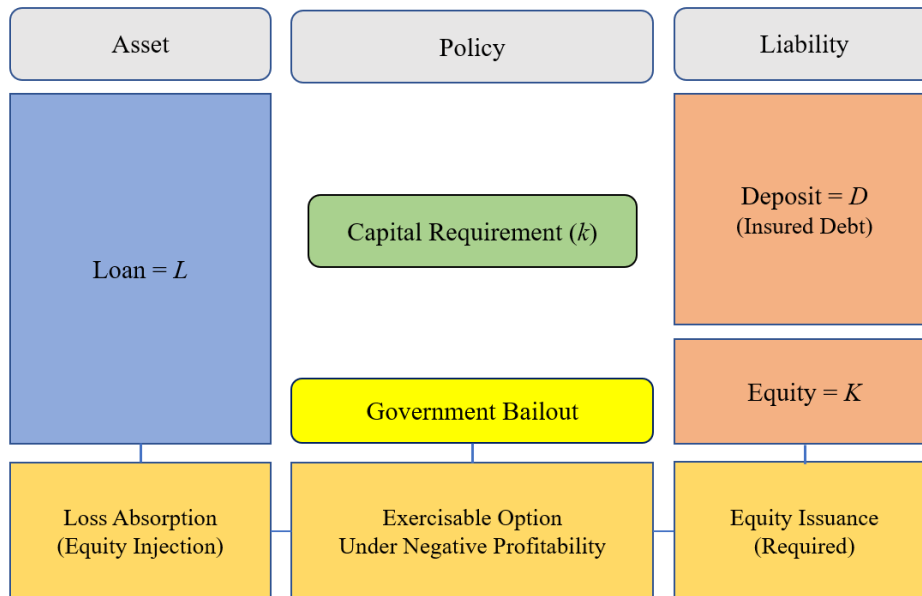 Asset
Policy
Liability
Loan = L
Capital Requirement (k)
Deposit = D
(Insured Debt)
Government Bailout
Equity = K
Loss Absorption
(Equity Injection)
Exercisable Option
Under Negative Profitability
Equity Issuance
(Required)